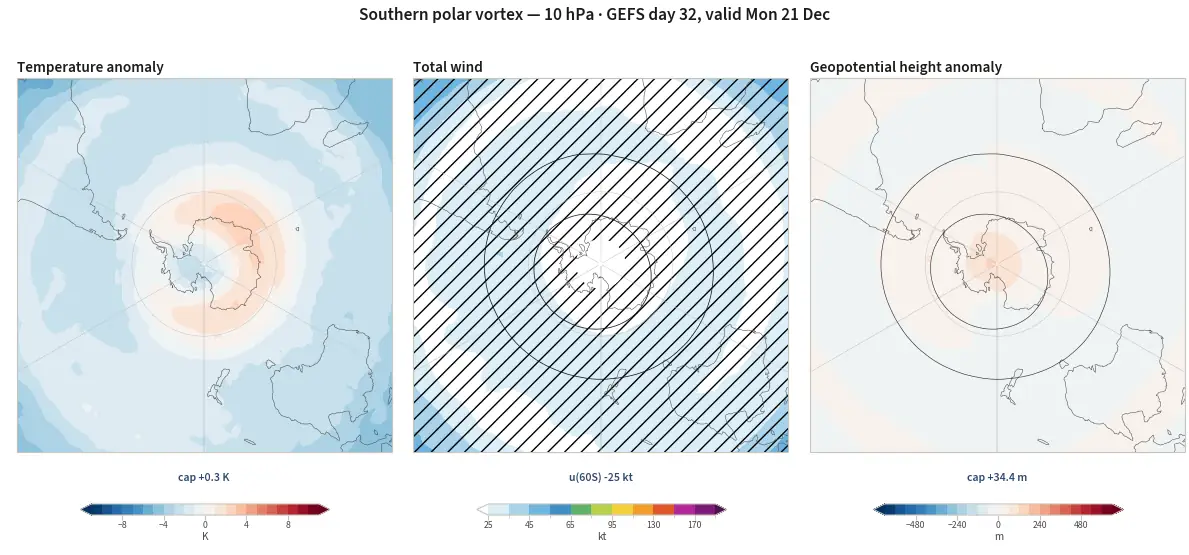 Southern polar vortex — 10 hPa · GEFS day 32, valid Mon 21 Dec
Temperature anomaly
Total wind
Geopotential height anomaly
cap +0.3 K
u(60S) -25 kt
cap +34.4 m
−8 −4 0 4 8
K
25 45 65 95 130 170
kt
−480 −240 0 240 480
m